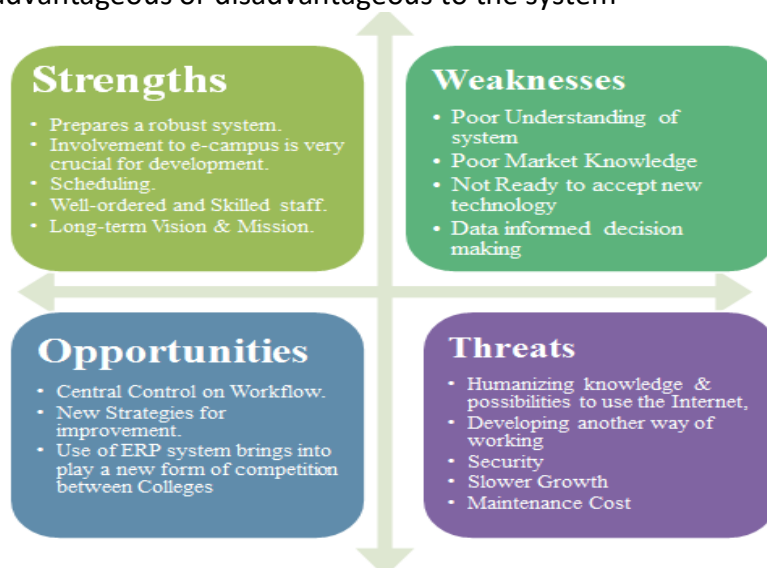 advantageous or disadvantageous to the system
Strengths
• Prepares a robust system.
• Involvement to e-campus is very
crucial for development.
• Scheduling.
• Well-ordered and Skilled staff.
• Long-term Vision & Mission.
Weaknesses
• Poor Understanding of
system
• Poor Market Knowledge
• Not Ready to accept new
technology
• Data informed decision
making
Opportunities
• Central Control on Workflow.
• New Strategies for
improvement.
• Use of ERP system brings into
play a new form of competition
between Colleges
Threats
• Humanizing knowledge &
possibilities to use the Internet,
• Developing another way of
working
• Security
• Slower Growth
• Maintenance Cost